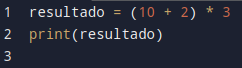 1 resultado = (10 + 2) * 3
2 print(resultado)
3